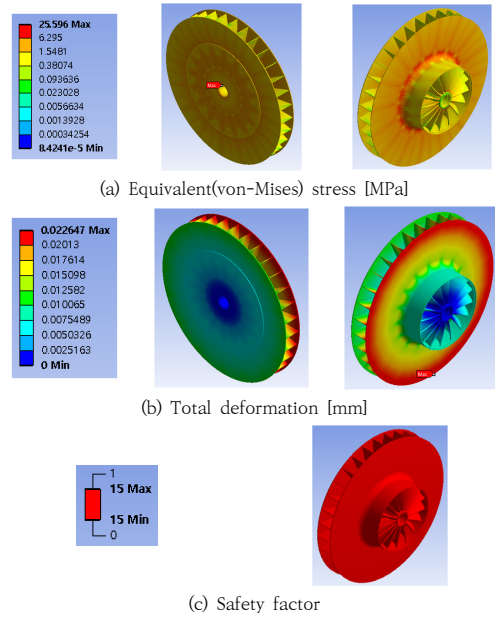 25.596 Max
6.295
1.5481
0.38074
0.093636
0.023028
0.0056634
0.0013928
0.00034254
8.4241e-5 Min
Max
(a) Equivalent(von-Mises) stress [MPa]
0.022647 Max
0.02013
0.017614
0.015098
0.012582
0.010065
0.0075489
0.0050326
0.0025163
0 Min
Max
(b) Total deformation [mm]
1
15 Max
15 Min
0
(c) Safety factor